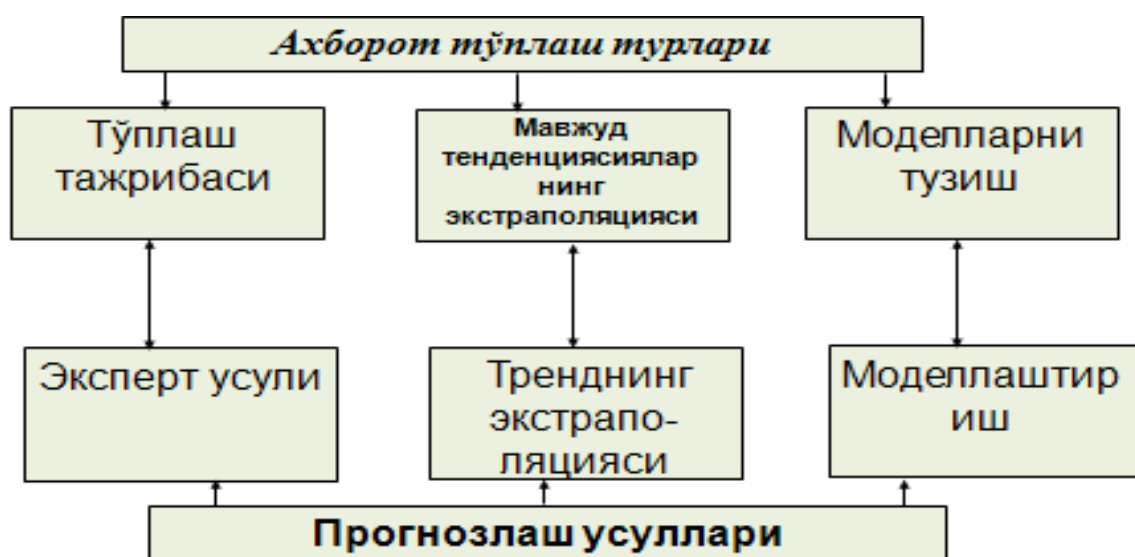 Ахборот тўплаш турлари
Тўплаш
тажрибаси
Мавжуд
тенденциясиялар
нинг
экстраполяцияси
Моделларни
тузиш
Эксперт усули
Тренднинг
экстрапо-
ляцияси
Моделлаштир
иш
Прогнозлаш усуллари